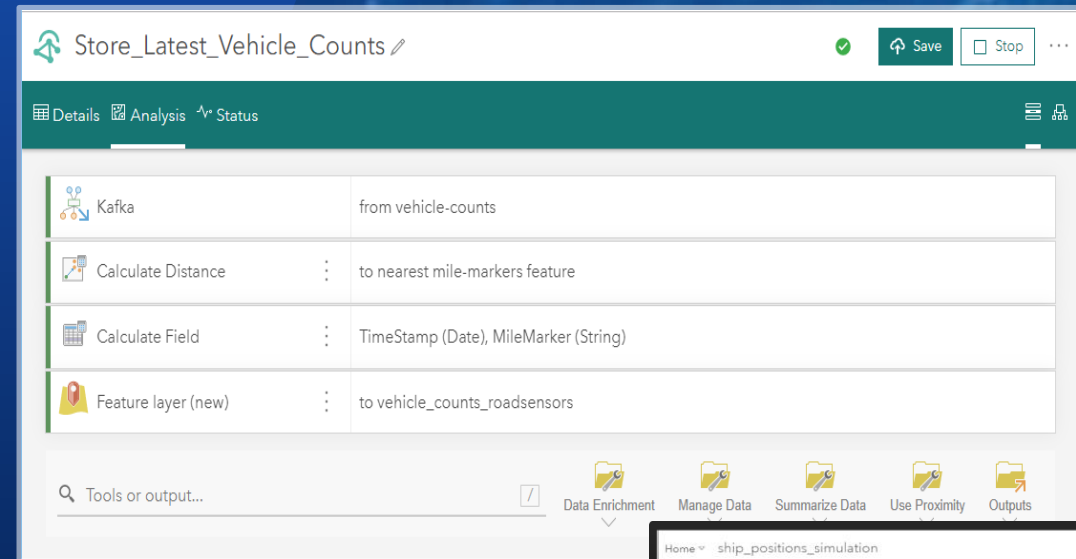 Store_Latest_Vehicle_Counts
Save
Stop
Details Analysis Status
Kafka from vehicle-counts
Calculate Distance to nearest mile-markers feature
Calculate Field TimeStamp (Date), MileMarker (String)
Feature layer (new) to vehicle_counts_roadsensors
Tools or output... /
Data Enrichment Manage Data Summarize Data Use Proximity Outputs
Home ship_positions_simulation